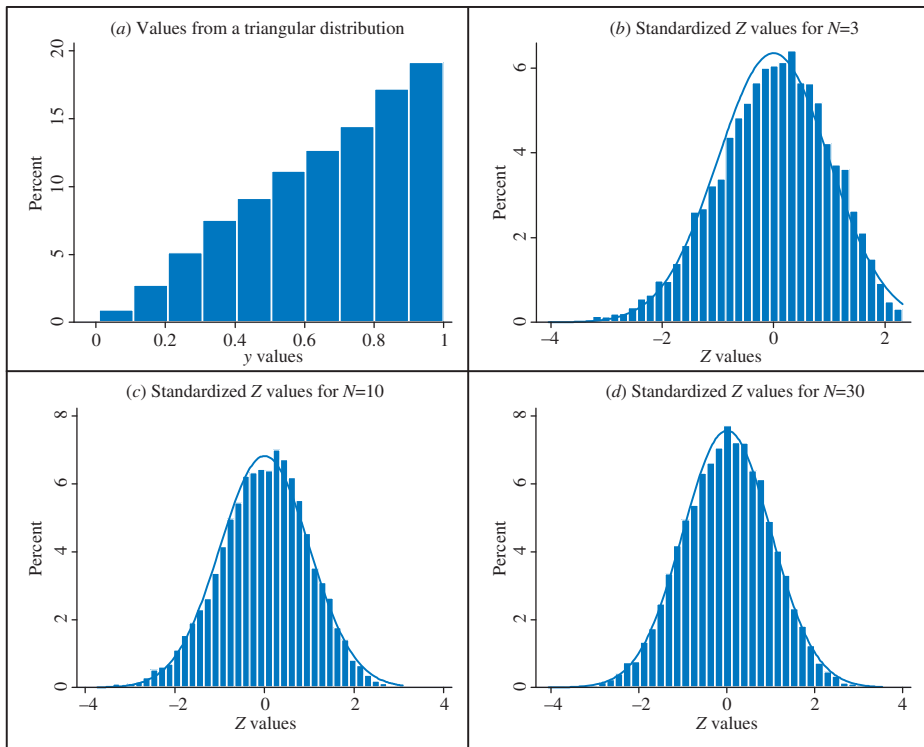 (a) Values from a triangular distribution
20
15
10
5
0
Percent
0 0.2 0.4 0.6 0.8 1
y values
(b) Standardized Z values for N=3
6
4
2
0
Percent
−4 −2 0 2
Z values
(c) Standardized Z values for N=10
8
6
4
2
0
Percent
−4 −2 0 2 4
Z values
(d) Standardized Z values for N=30
8
6
4
2
0
Percent
−4 −2 0 2 4
Z values